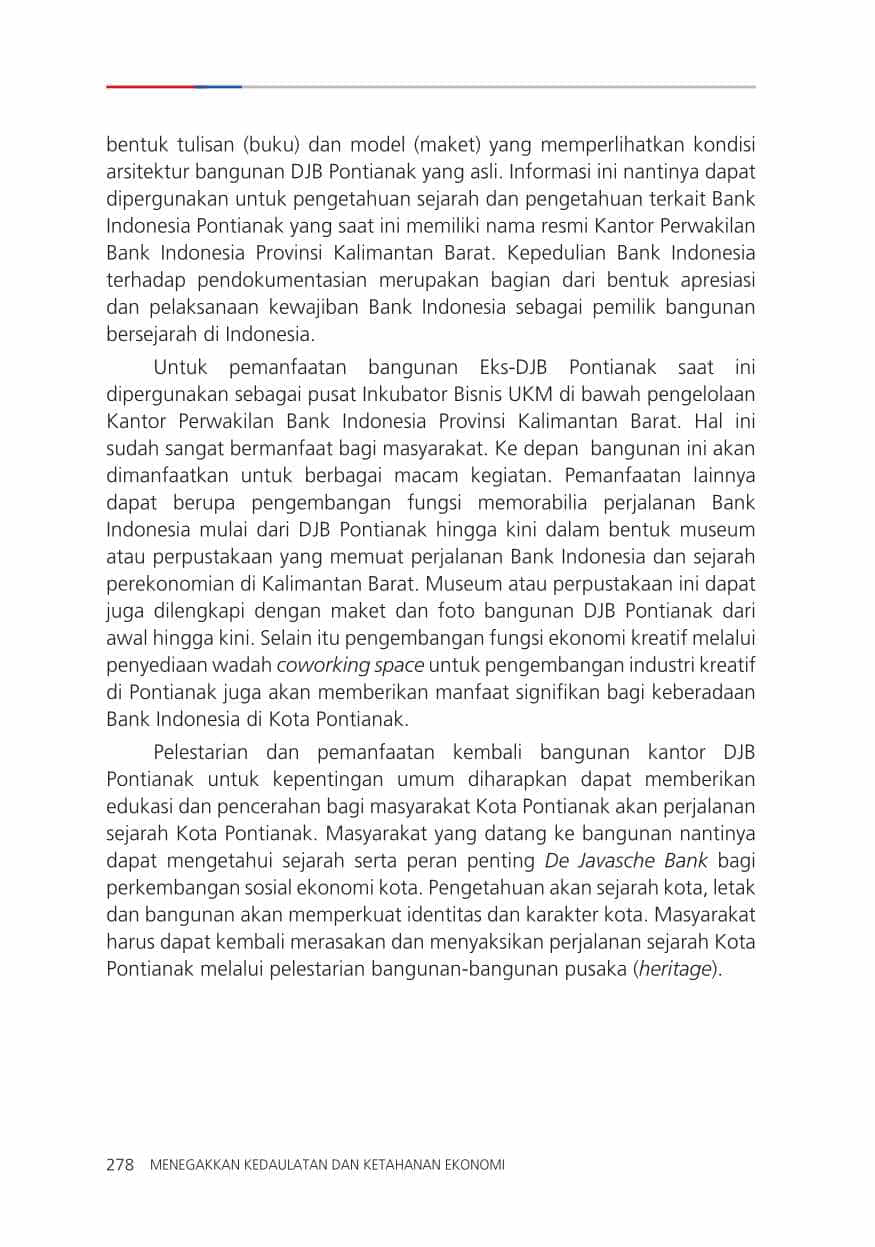 bentuk tulisan (buku) dan model (maket) yang memperlihatkan kondisi
arsitektur bangunan DJB Pontianak yang asli. Informasi ini nantinya dapat
dipergunakan untuk pengetahuan sejarah dan pengetahuan terkait Bank
Indonesia Pontianak yang saat ini memiliki nama resmi Kantor Perwakilan
Bank Indonesia Provinsi Kalimantan Barat. Kepedulian Bank Indonesia
terhadap pendokumentasian merupakan bagian dari bentuk apresiasi
dan pelaksanaan kewajiban Bank Indonesia sebagai pemilik bangunan
bersejarah di Indonesia.
Untuk pemanfaatan bangunan Eks-DJB Pontianak saat ini
dipergunakan sebagai pusat Inkubator Bisnis UKM di bawah pengelolaan
Kantor Perwakilan Bank Indonesia Provinsi Kalimantan Barat. Hal ini
sudah sangat bermanfaat bagi masyarakat. Ke depan bangunan ini akan
dimanfaatkan untuk berbagai macam kegiatan. Pemanfaatan lainnya
dapat berupa pengembangan fungsi memorabilia perjalanan Bank
Indonesia mulai dari DJB Pontianak hingga kini dalam bentuk museum
atau perpustakaan yang memuat perjalanan Bank Indonesia dan sejarah
perekonomian di Kalimantan Barat. Museum atau perpustakaan ini dapat
juga dilengkapi dengan maket dan foto bangunan DJB Pontianak dari
awal hingga kini. Selain itu pengembangan fungsi ekonomi kreatif melalui
penyediaan wadah coworking space untuk pengembangan industri kreatif
di Pontianak juga akan memberikan manfaat signifikan bagi keberadaan
Bank Indonesia di Kota Pontianak.
Pelestarian dan pemanfaatan kembali bangunan kantor DJB
Pontianak untuk kepentingan umum diharapkan dapat memberikan
edukasi dan pencerahan bagi masyarakat Kota Pontianak akan perjalanan
sejarah Kota Pontianak. Masyarakat yang datang ke bangunan nantinya
dapat mengetahui sejarah serta peran penting De Javasche Bank bagi
perkembangan sosial ekonomi kota. Pengetahuan akan sejarah kota, letak
dan bangunan akan memperkuat identitas dan karakter kota. Masyarakat
harus dapat kembali merasakan dan menyaksikan perjalanan sejarah Kota
Pontianak melalui pelestarian bangunan-bangunan pusaka (heritage).
278 MENEGAKKAN KEDAULATAN DAN KETAHANAN EKONOMI